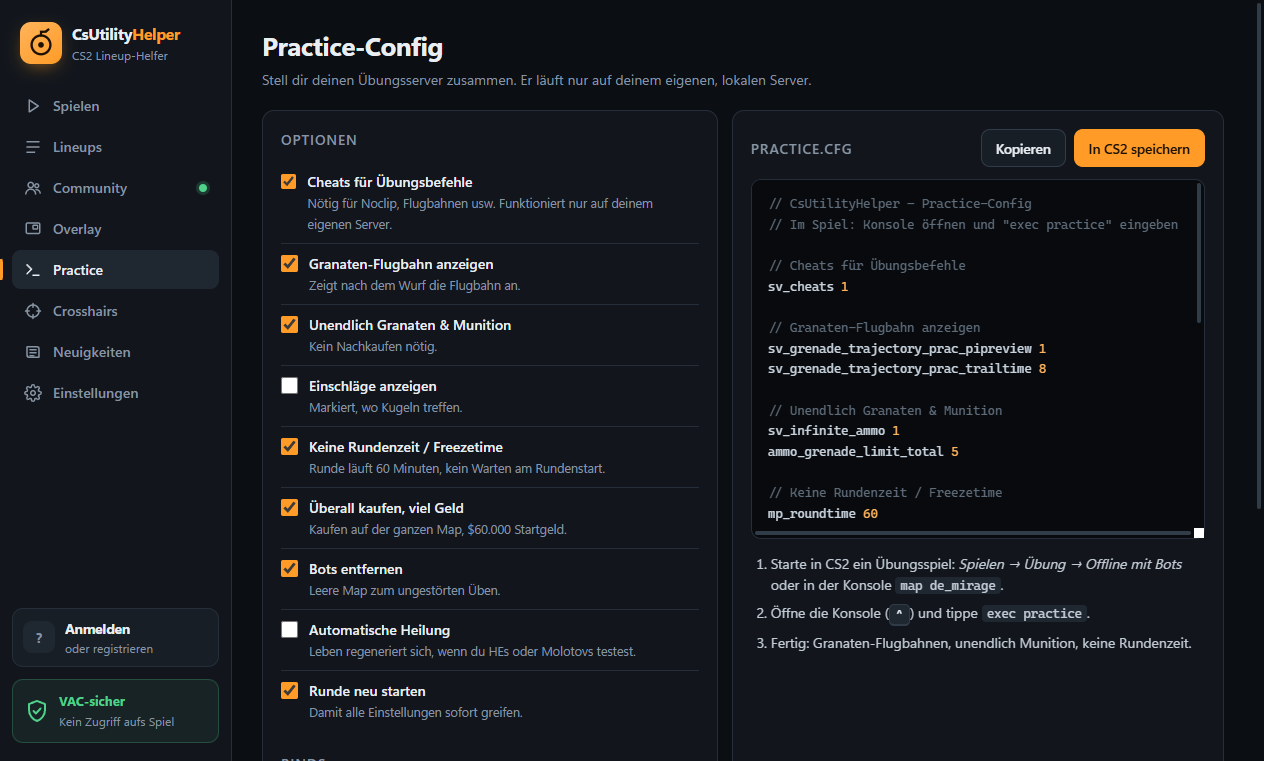 CsUtilityHelper
CS2 Lineup-Helfer
Spielen
Lineups
Community
Overlay
Practice
Crosshairs
Neuigkeiten
Einstellungen
?
Anmelden
oder registrieren
VAC-sicher
Kein Zugriff aufs Spiel
Practice-Config
Stell dir deinen Übungsserver zusammen. Er läuft nur auf deinem eigenen, lokalen Server.
OPTIONEN
Cheats für Übungsbefehle
Nötig für Noclip, Flugbahnen usw. Funktioniert nur auf deinem
eigenen Server.
Granaten-Flugbahn anzeigen
Zeigt nach dem Wurf die Flugbahn an.
Unendlich Granaten & Munition
Kein Nachkaufen nötig.
Einschläge anzeigen
Markiert, wo Kugeln treffen.
Keine Rundenzeit / Freezetime
Runde läuft 60 Minuten, kein Warten am Rundenstart.
Überall kaufen, viel Geld
Kaufen auf der ganzen Map, $60.000 Startgeld.
Bots entfernen
Leere Map zum ungestörten Üben.
Automatische Heilung
Leben regeneriert sich, wenn du HEs oder Molotovs testest.
Runde neu starten
Damit alle Einstellungen sofort greifen.
BINDS
PRACTICE.CFG
Kopieren
In CS2 speichern
// CsUtilityHelper – Practice-Config
// Im Spiel: Konsole öffnen und "exec practice" eingeben
// Cheats für Übungsbefehle
sv_cheats 1
// Granaten-Flugbahn anzeigen
sv_grenade_trajectory_prac_pipreview 1
sv_grenade_trajectory_prac_trailtime 8
// Unendlich Granaten & Munition
sv_infinite_ammo 1
ammo_grenade_limit_total 5
// Keine Rundenzeit / Freezetime
mp_roundtime 60
1. Starte in CS2 ein Übungsspiel: Spielen → Übung → Offline mit Bots
oder in der Konsole map de_mirage.
2. Öffne die Konsole (^) und tippe exec practice.
3. Fertig: Granaten-Flugbahnen, unendlich Munition, keine Rundenzeit.